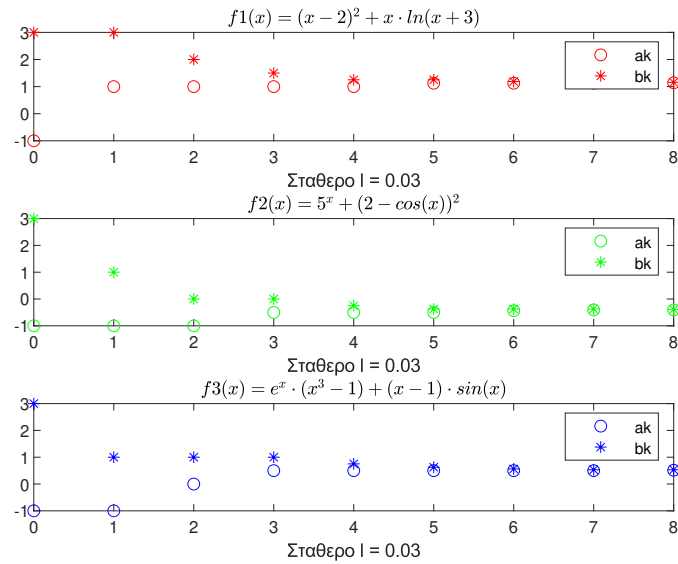 f1(x) = (x − 2)² + x · ln(x + 3)
3
2
1
0
-1
ak
bk
0 1 2 3 4 5 6 7 8
Σταθερο l = 0.03
f2(x) = 5ˣ + (2 − cos(x))²
3
2
1
0
-1
ak
bk
0 1 2 3 4 5 6 7 8
Σταθερο l = 0.03
f3(x) = eˣ · (x³ − 1) + (x − 1) · sin(x)
3
2
1
0
-1
ak
bk
0 1 2 3 4 5 6 7 8
Σταθερο l = 0.03